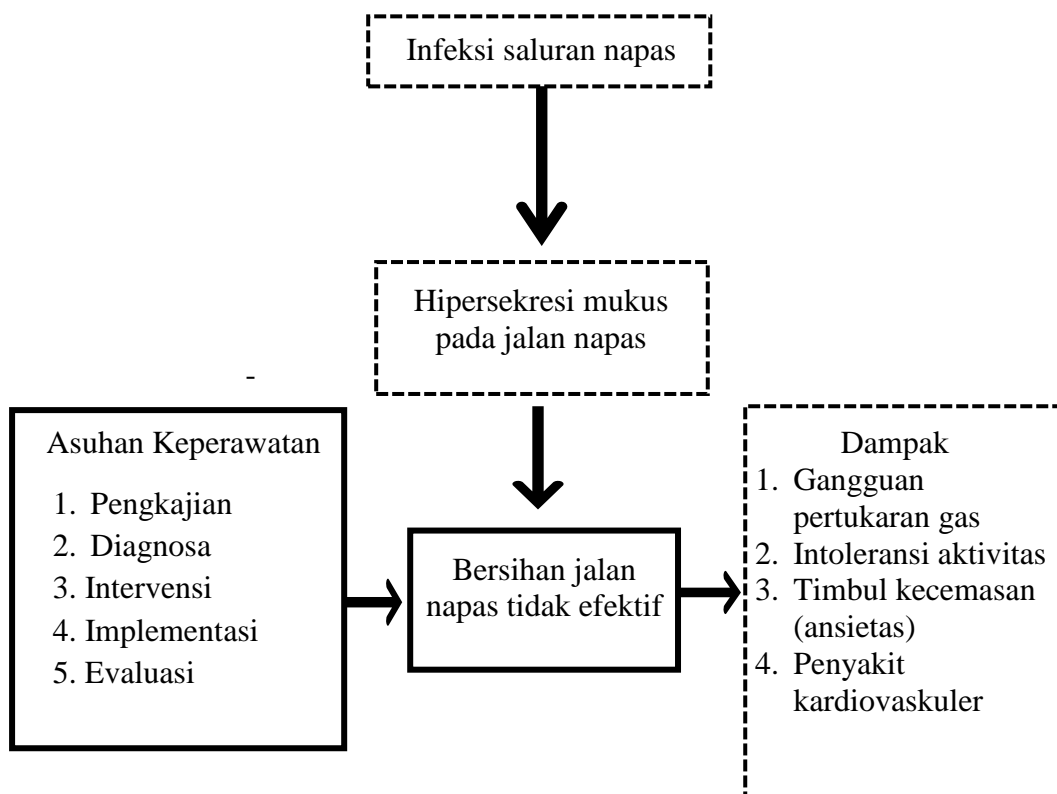 Infeksi saluran napas
Hipersekresi mukus
pada jalan napas
-
Asuhan Keperawatan
1. Pengkajian
2. Diagnosa
3. Intervensi
4. Implementasi
5. Evaluasi
Bersihan jalan
napas tidak efektif
Dampak
1. Gangguan
pertukaran gas
2. Intoleransi aktivitas
3. Timbul kecemasan
(ansietas)
4. Penyakit
kardiovaskuler